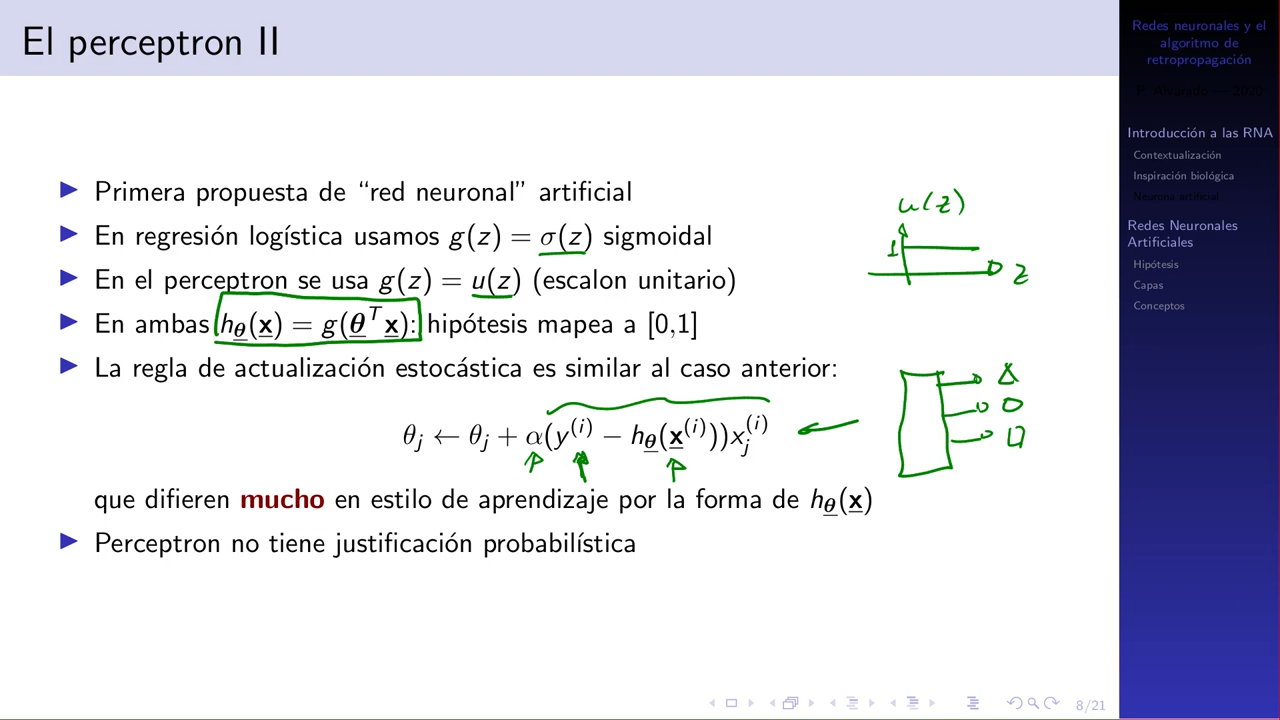 El perceptron II
Primera propuesta de “red neuronal” artificial
En regresión logística usamos g(z) = σ(z) sigmoidal
En el perceptron se usa g(z) = u(z) (escalon unitario)
En ambas h_θ(x) = g(θ^T x): hipótesis mapea a [0,1]
La regla de actualización estocástica es similar al caso anterior:
θ_j ← θ_j + α(y^(i) − h_θ(x^(i)))x_j^(i)
que difieren mucho en estilo de aprendizaje por la forma de h_θ(x)
Perceptron no tiene justificación probabilística
u(z)
1
z
8/21
Redes neuronales y el
algoritmo de
retropropagación
P. Alvarado — 2020
Introducción a las RNA
Contextualización
Inspiración biológica
Neurona artificial
Redes Neuronales
Artificiales
Hipótesis
Capas
Conceptos